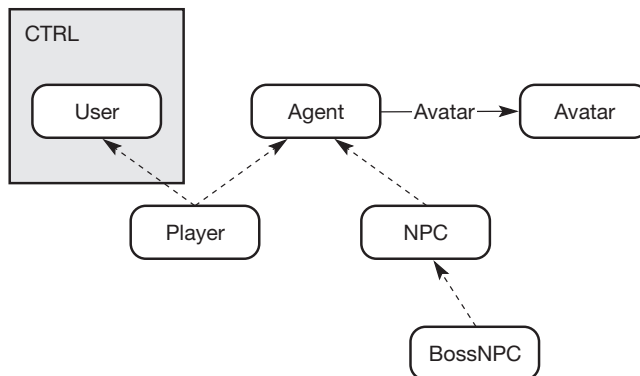 CTRL
User
Agent
Avatar
Avatar
Player
NPC
BossNPC